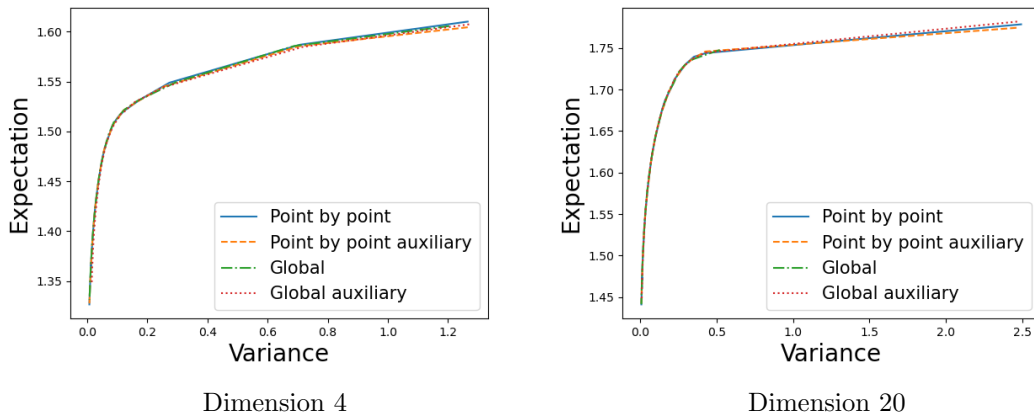 1.60
1.55
1.50
1.45
1.40
1.35
Expectation
0.0 0.2 0.4 0.6 0.8 1.0 1.2
Variance
Point by point
Point by point auxiliary
Global
Global auxiliary
Dimension 4
1.75
1.70
1.65
1.60
1.55
1.50
1.45
Expectation
0.0 0.5 1.0 1.5 2.0 2.5
Variance
Point by point
Point by point auxiliary
Global
Global auxiliary
Dimension 20